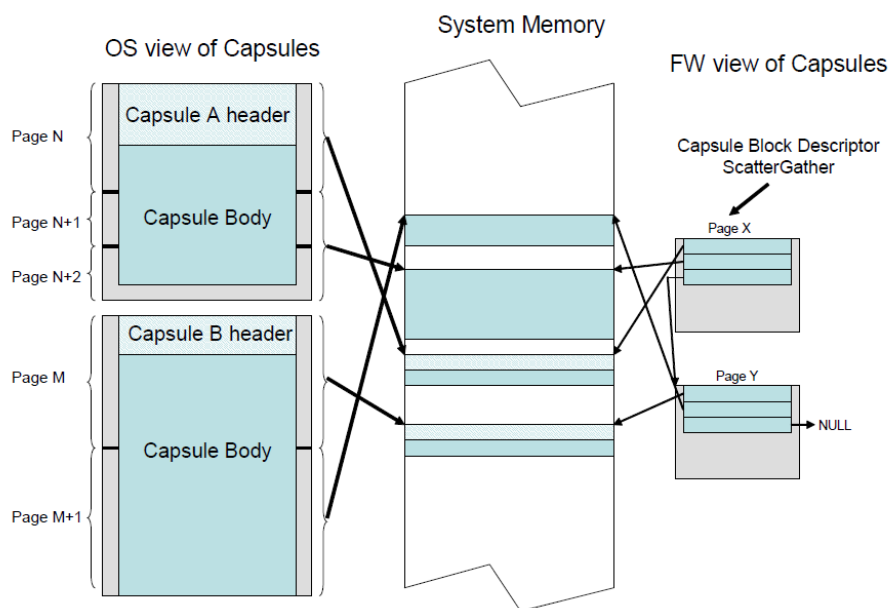 OS view of Capsules
System Memory
FW view of Capsules
Page N
Capsule A header
Page N+1
Capsule Body
Page N+2
Capsule B header
Page M
Capsule Body
Page M+1
Capsule Block Descriptor
ScatterGather
Page X
Page Y
NULL